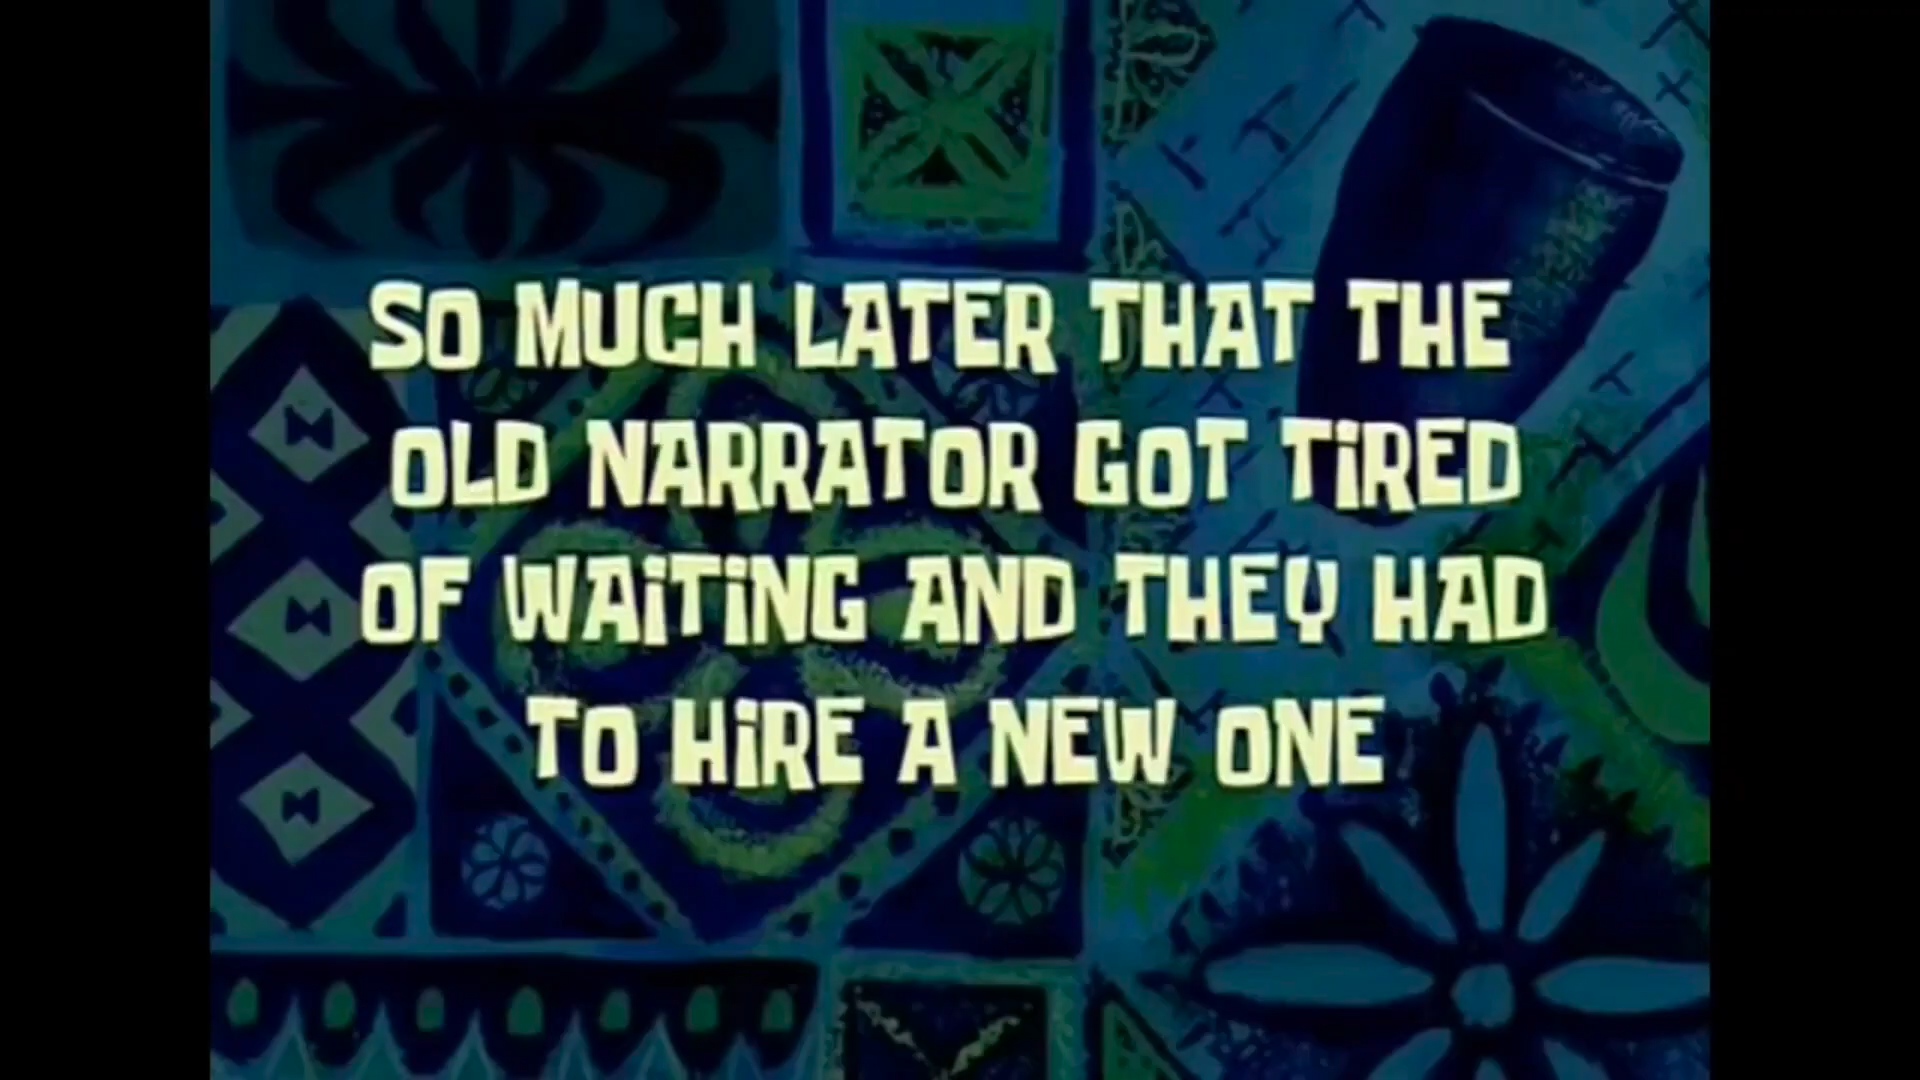 SO MUCH LATER THAT THE
OLD NARRATOR GOT TiRED
OF WAiTiNG AND THEY HAD
TO HiRE A NEW ONE